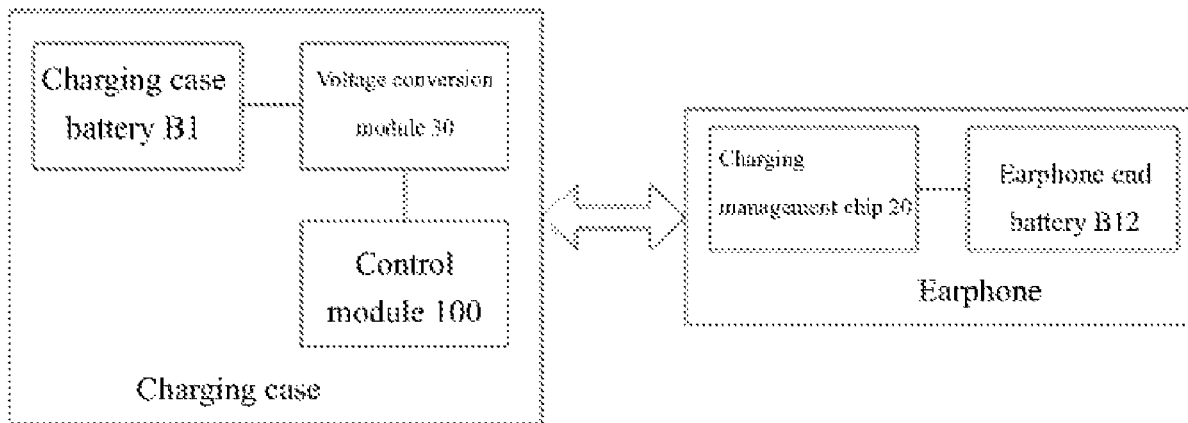 Charging case
battery B1
Voltage conversion
module 30
Control
module 100
Charging case
Charging
management chip 20
Earphone end
battery B12
Earphone